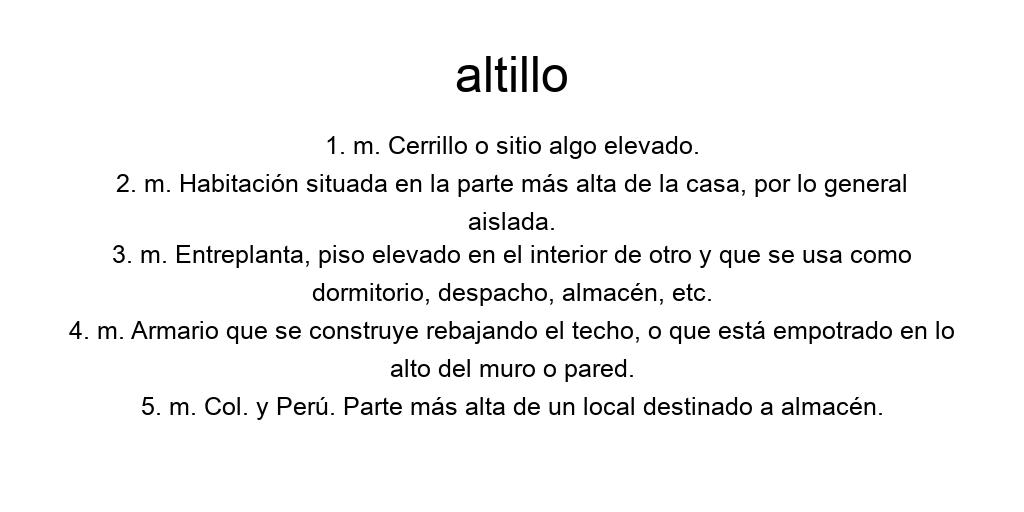 altillo
1. m. Cerrillo o sitio algo elevado.
2. m. Habitación situada en la parte más alta de la casa, por lo general
aislada.
3. m. Entreplanta, piso elevado en el interior de otro y que se usa como
dormitorio, despacho, almacén, etc.
4. m. Armario que se construye rebajando el techo, o que está empotrado en lo
alto del muro o pared.
5. m. Col. y Perú. Parte más alta de un local destinado a almacén.